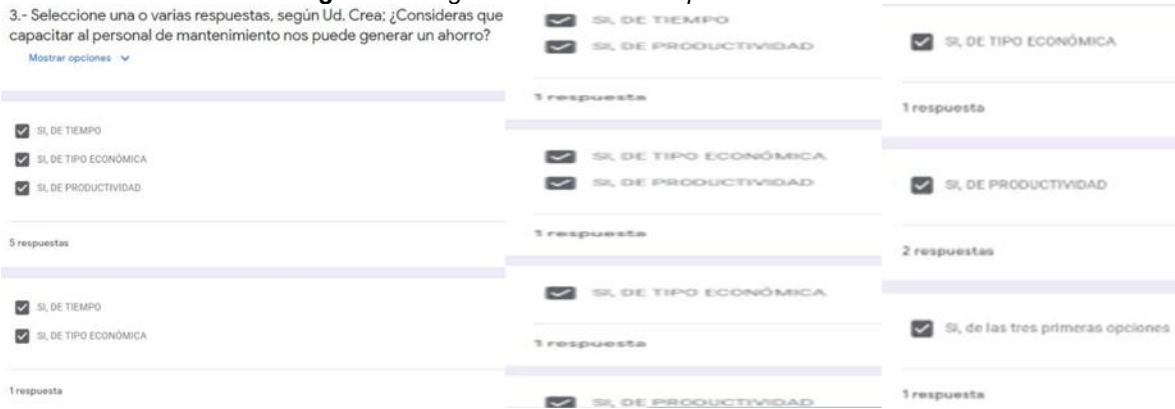 3.- Seleccione una o varias respuestas, según Ud. Crea; ¿Consideras que
capacitar al personal de mantenimiento nos puede generar un ahorro?
Mostrar opciones
SI, DE TIEMPO
SI, DE TIPO ECONÓMICA
SI, DE PRODUCTIVIDAD
5 respuestas
SI, DE TIEMPO
SI, DE TIPO ECONÓMICA
1 respuesta
SI, DE TIEMPO
SI, DE PRODUCTIVIDAD
1 respuesta
SI, DE TIPO ECONÓMICA
SI, DE PRODUCTIVIDAD
1 respuesta
SI, DE TIPO ECONÓMICA
1 respuesta
SI, DE PRODUCTIVIDAD
SI, DE TIPO ECONÓMICA
1 respuesta
SI, DE PRODUCTIVIDAD
2 respuestas
Si, de las tres primeras opciones
1 respuesta